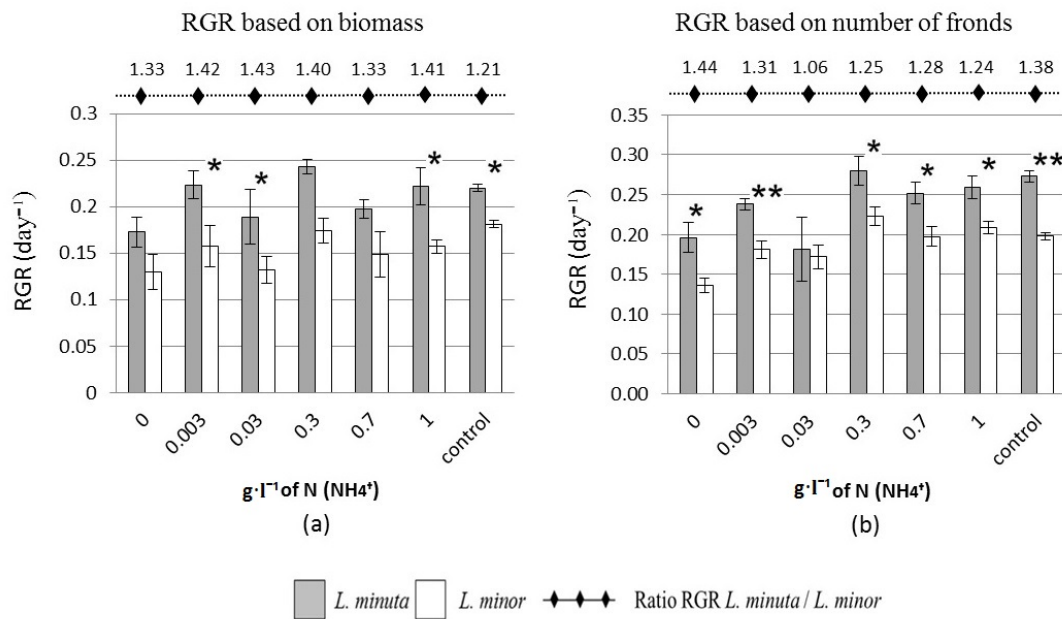 RGR based on biomass
1.33 1.42 1.43 1.40 1.33 1.41 1.21
0.3
0.25
0.2
0.15
0.1
0.05
0
RGR (day⁻¹)
* * * *
0 0.003 0.03 0.3 0.7 1 control
g·l⁻¹ of N (NH4⁺)
(a)
RGR based on number of fronds
1.44 1.31 1.06 1.25 1.28 1.24 1.38
0.35
0.30
0.25
0.20
0.15
0.10
0.05
0.00
RGR (day⁻¹)
* ** * * * **
0 0.003 0.03 0.3 0.7 1 control
g·l⁻¹ of N (NH4⁺)
(b)
L. minuta L. minor Ratio RGR L. minuta / L. minor